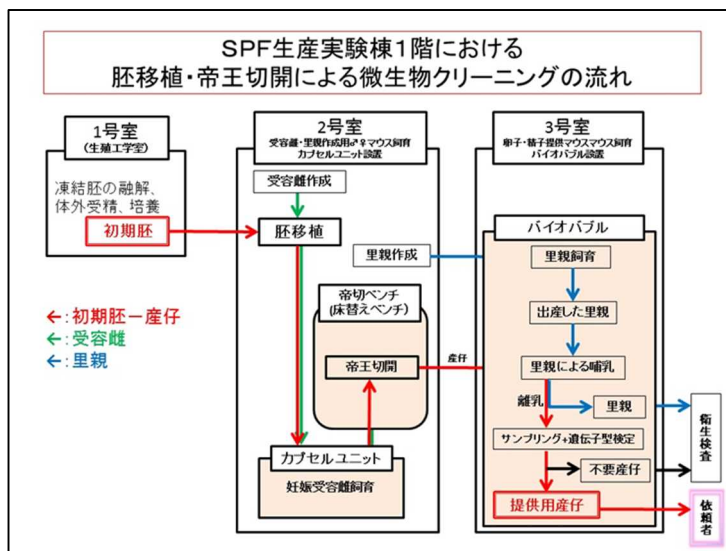 SPF生産実験棟1階における
胚移植・帝王切開による微生物クリーニングの流れ
1号室
(生殖工学室)
凍結胚の融解、
体外受精、培養
初期胚
←:初期胚ー産仔
←:受容雌
←:里親
2号室
受容雌・里親作成用♂♀マウス飼育
カプセルユニット設置
受容雌作成
胚移植
里親作成
帝切ベンチ
(床替えベンチ)
帝王切開
産仔
カプセルユニット
妊娠受容雌飼育
3号室
卵子・精子提供マウスマウス飼育
バイオバブル設置
バイオバブル
里親飼育
出産した里親
里親による哺乳
離乳
里親
サンプリング+遺伝子型検定
不要産仔
提供用産仔
衛生検査
依頼者